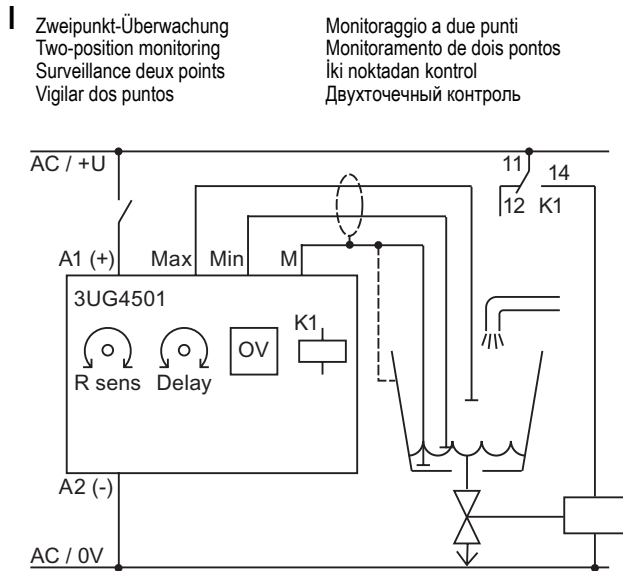 I
Zweipunkt-Überwachung
Two-position monitoring
Surveillance deux points
Vigilar dos puntos
Monitoraggio a due punti
Monitoramento de dois pontos
İki noktadan kontrol
Двухточечный контроль
AC / +U
11
14
12 K1
A1 (+) Max Min M
3UG4501
K1
OV
R sens Delay
A2 (-)
AC / 0V